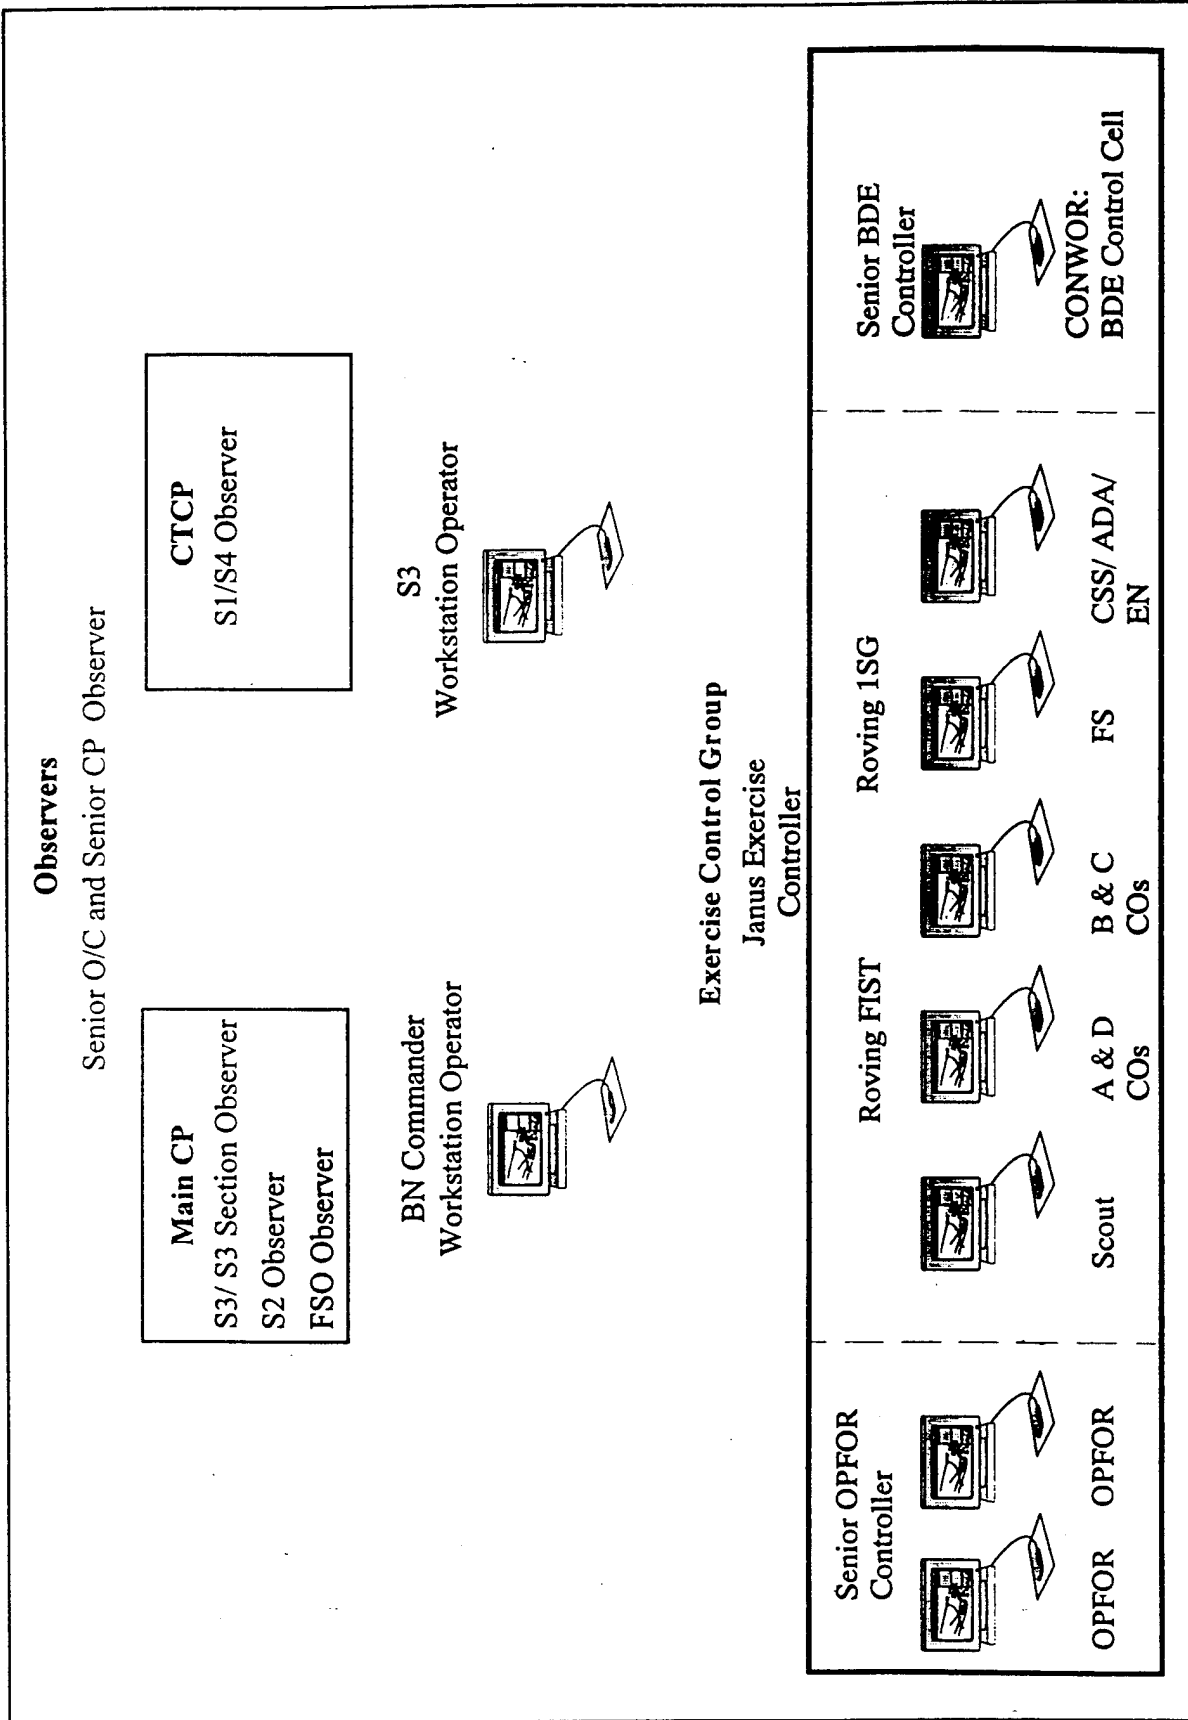 Observers
Senior O/C and Senior CP Observer
Main CP
S3/ S3 Section Observer
S2 Observer
FSO Observer
CTCP
S1/S4 Observer
BN Commander
Workstation Operator
S3
Workstation Operator
Exercise Control Group
Janus Exercise
Controller
Senior OPFOR
Controller
OPFOR
OPFOR
Roving FIST
Roving 1SG
Scout
A & D
COs
B & C
COs
FS
CSS/ ADA/
EN
Senior BDE
Controller
CONWOR:
BDE Control Cell